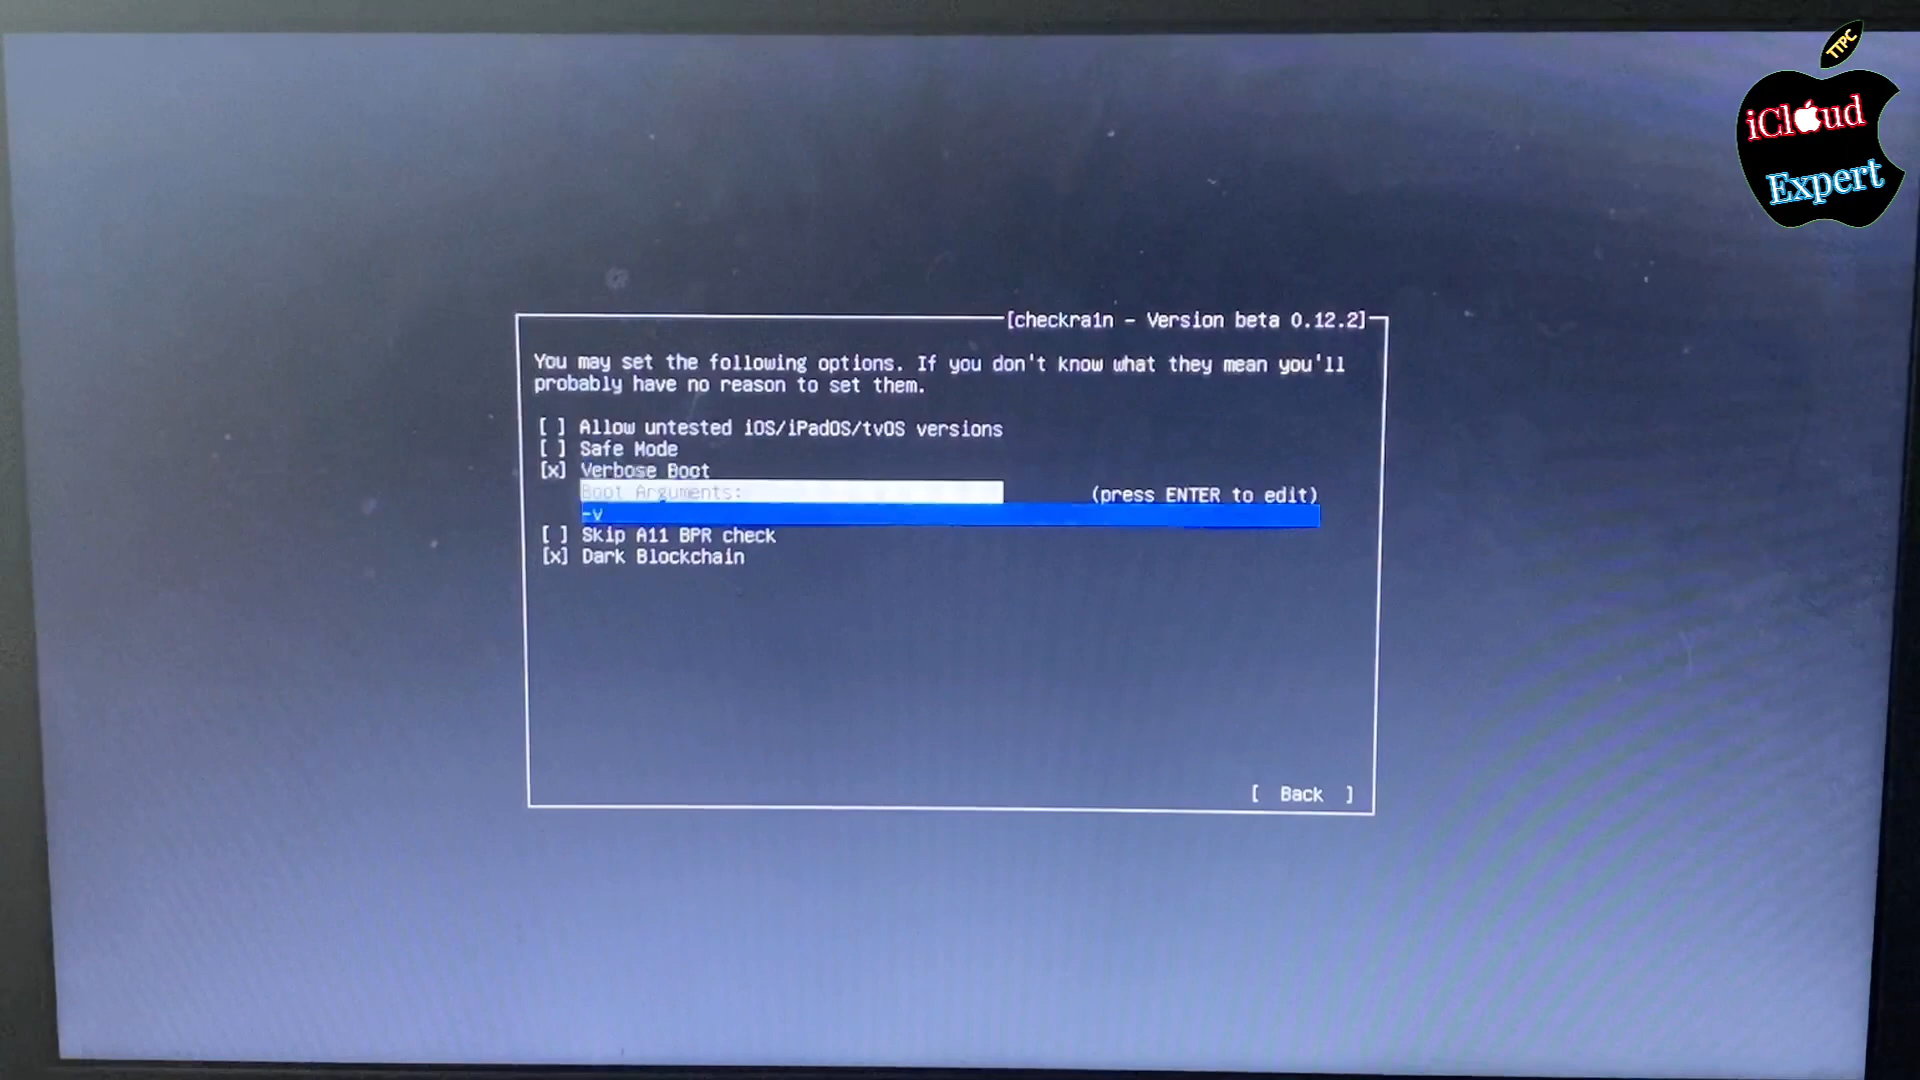 TTPC
iCloud
Expert
[checkra1n - Version beta 0.12.2]
You may set the following options. If you don't know what they mean you'll
probably have no reason to set them.
[ ] Allow untested iOS/iPadOS/tvOS versions
[ ] Safe Mode
[x] Verbose Boot
Boot Arguments: (press ENTER to edit)
-v
[ ] Skip A11 BPR check
[x] Dark Blockchain
[ Back ]